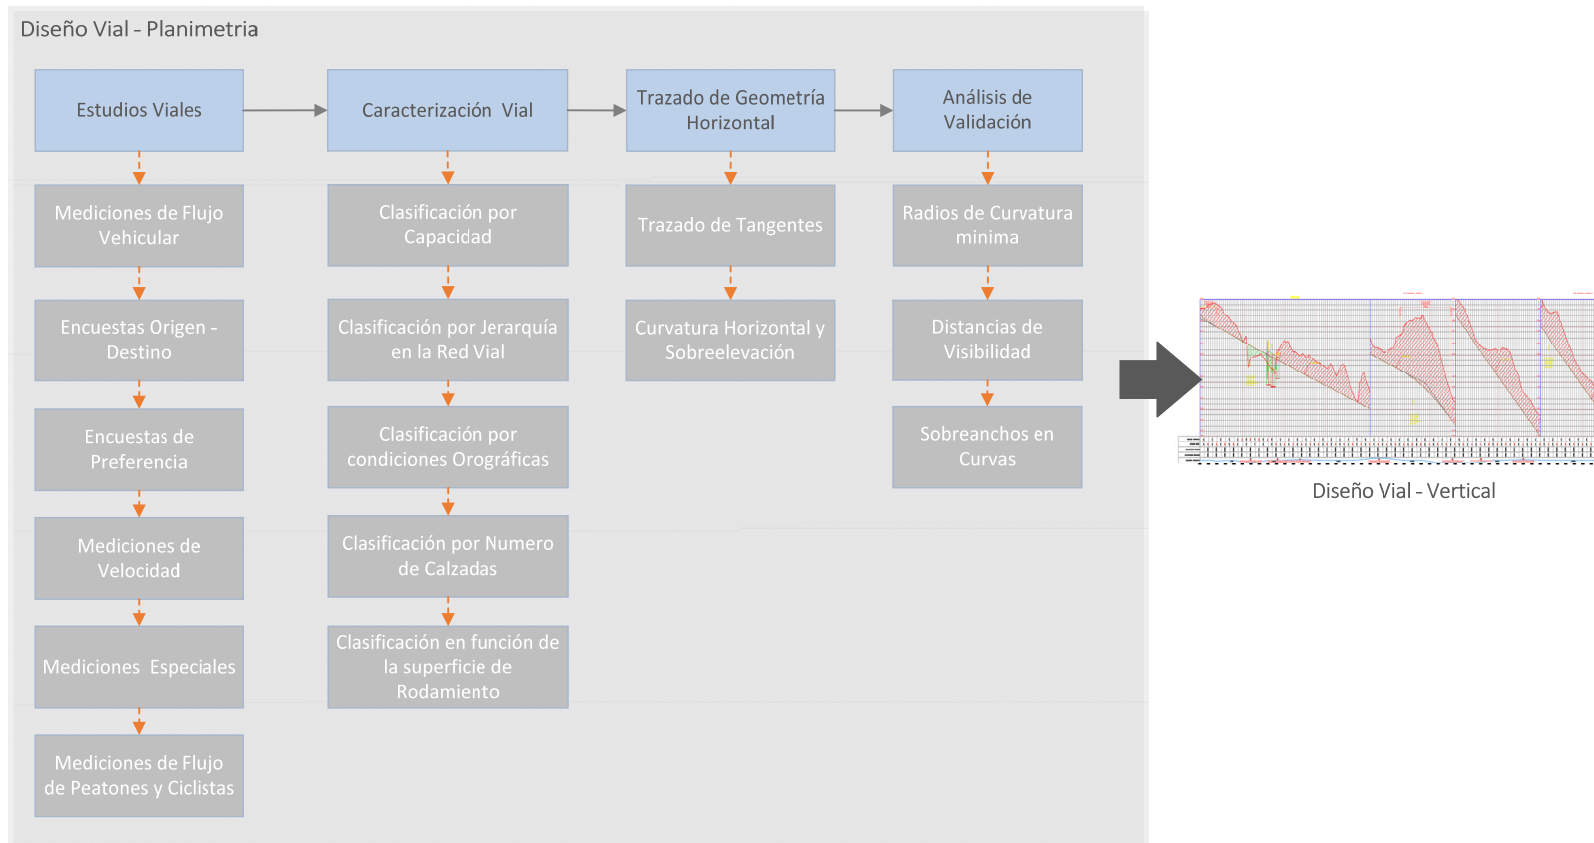 Diseño Vial - Planimetria
Estudios Viales
Mediciones de Flujo
Vehicular
Encuestas Origen -
Destino
Encuestas de
Preferencia
Mediciones de
Velocidad
Mediciones Especiales
Mediciones de Flujo
de Peatones y Ciclistas
Caracterización Vial
Clasificación por
Capacidad
Clasificación por Jerarquía
en la Red Vial
Clasificación por
condiciones Orográficas
Clasificación por Numero
de Calzadas
Clasificación en función de
la superficie de
Rodamiento
Trazado de Geometría
Horizontal
Trazado de Tangentes
Curvatura Horizontal y
Sobreelevación
Análisis de
Validación
Radios de Curvatura
minima
Distancias de
Visibilidad
Sobreanchos en
Curvas
Diseño Vial - Vertical